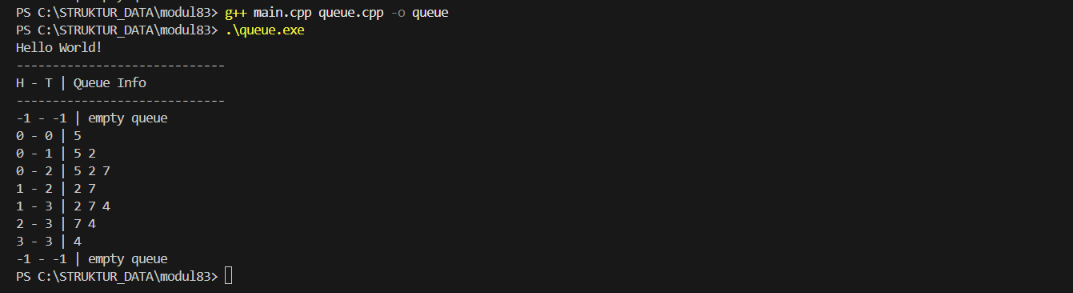 PS C:\STRUKTUR_DATA\modul83> g++ main.cpp queue.cpp -o queue
PS C:\STRUKTUR_DATA\modul83> .\queue.exe
Hello World!
-----------------------------
H - T | Queue Info
-----------------------------
-1 - -1 | empty queue
0 - 0 | 5
0 - 1 | 5 2
0 - 2 | 5 2 7
1 - 2 | 2 7
1 - 3 | 2 7 4
2 - 3 | 7 4
3 - 3 | 4
-1 - -1 | empty queue
PS C:\STRUKTUR_DATA\modul83>